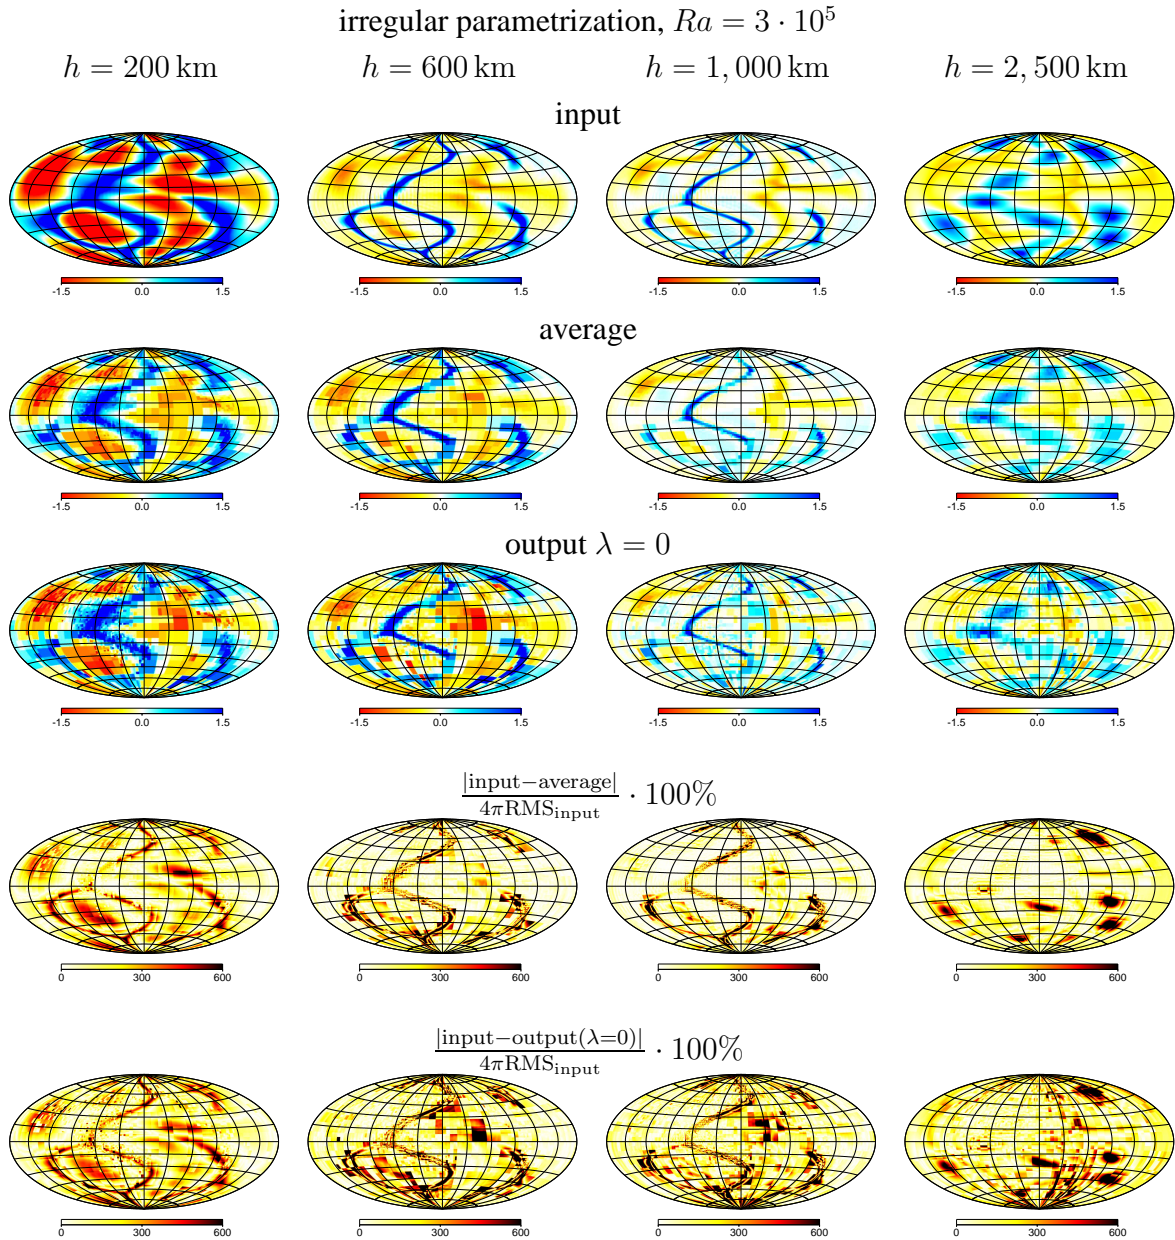 irregular parametrization, Ra = 3 · 10⁵
h = 200 km h = 600 km h = 1,000 km h = 2,500 km
input
-1.5 0.0 1.5 -1.5 0.0 1.5 -1.5 0.0 1.5 -1.5 0.0 1.5
average
-1.5 0.0 1.5 -1.5 0.0 1.5 -1.5 0.0 1.5 -1.5 0.0 1.5
output λ = 0
-1.5 0.0 1.5 -1.5 0.0 1.5 -1.5 0.0 1.5 -1.5 0.0 1.5
|input−average|
4πRMS_input · 100%
0 300 600 0 300 600 0 300 600 0 300 600
|input−output(λ=0)|
4πRMS_input · 100%
0 300 600 0 300 600 0 300 600 0 300 600